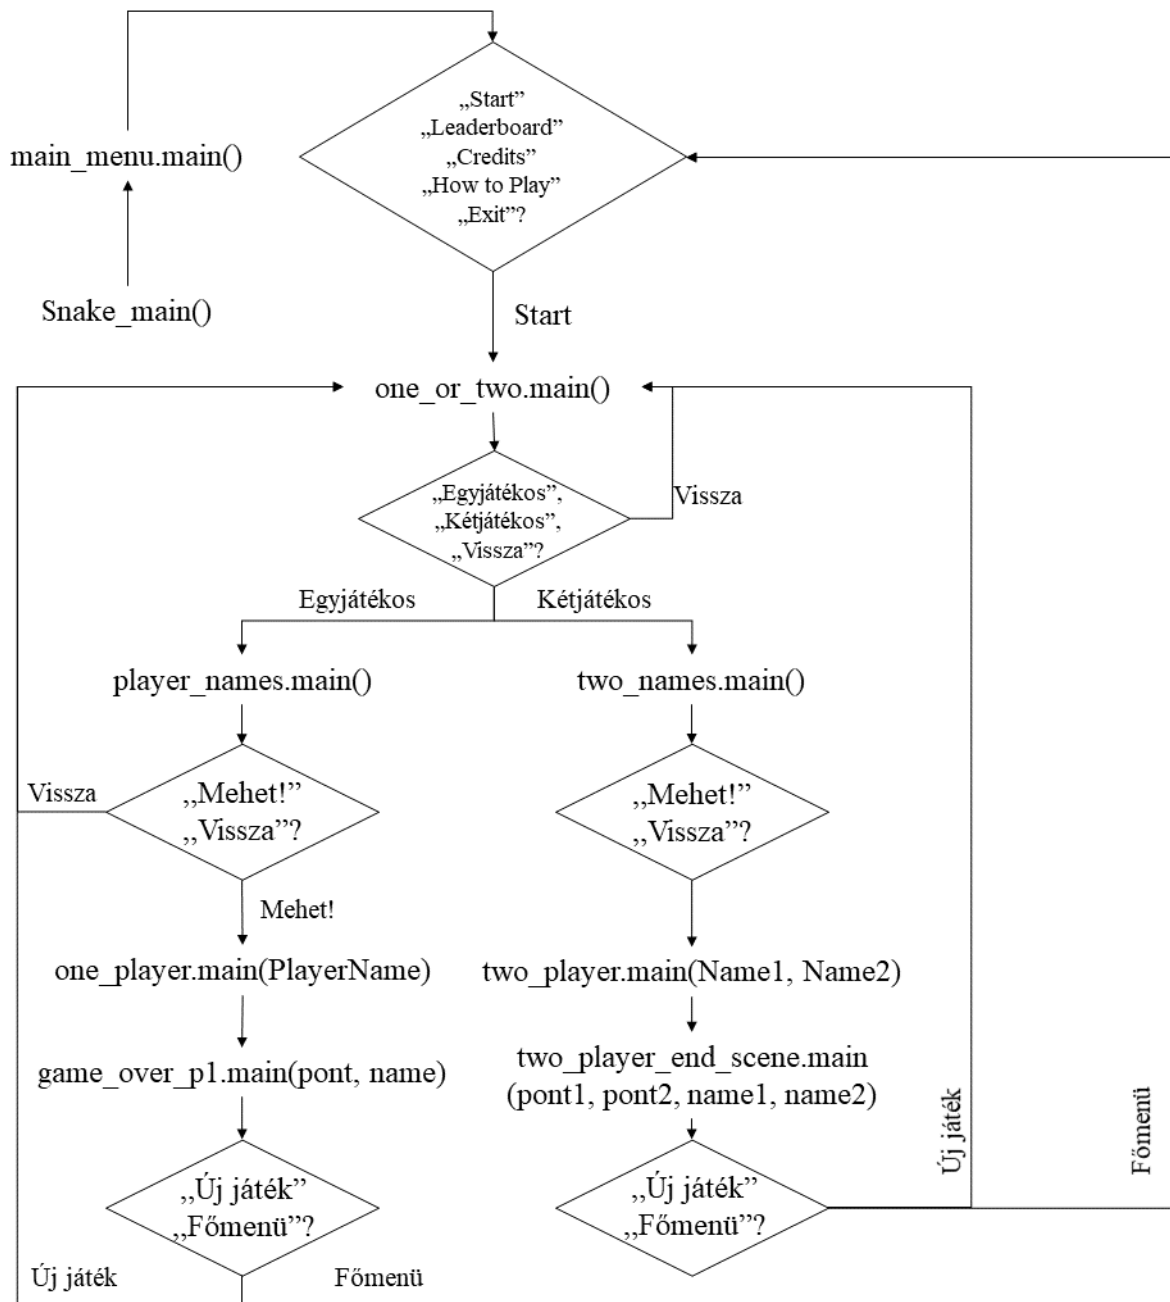 „Start”
„Leaderboard”
„Credits”
„How to Play”
„Exit”?
main_menu.main()
Snake_main()
Start
one_or_two.main()
„Egyjátékos”,
„Kétjátékos”,
„Vissza”?
Vissza
Egyjátékos
Kétjátékos
player_names.main()
two_names.main()
Vissza
„Mehet!”
„Vissza”?
„Mehet!”
„Vissza”?
Mehet!
one_player.main(PlayerName)
two_player.main(Name1, Name2)
game_over_p1.main(pont, name)
two_player_end_scene.main
(pont1, pont2, name1, name2)
Új játék
Főmenü
„Új játék”
„Főmenü”?
„Új játék”
„Főmenü”?
Új játék
Főmenü